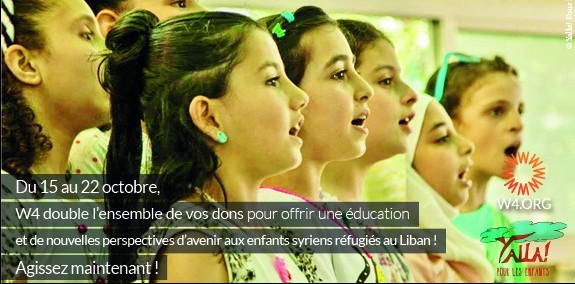 Du 15 au 22 octobre,
W4 double l'ensemble de vos dons pour offrir une éducation
et de nouvelles perspectives d'avenir aux enfants syriens réfugiés au Liban !
Agissez maintenant !
W4.ORG
YALLA!
POUR LES ENFANTS